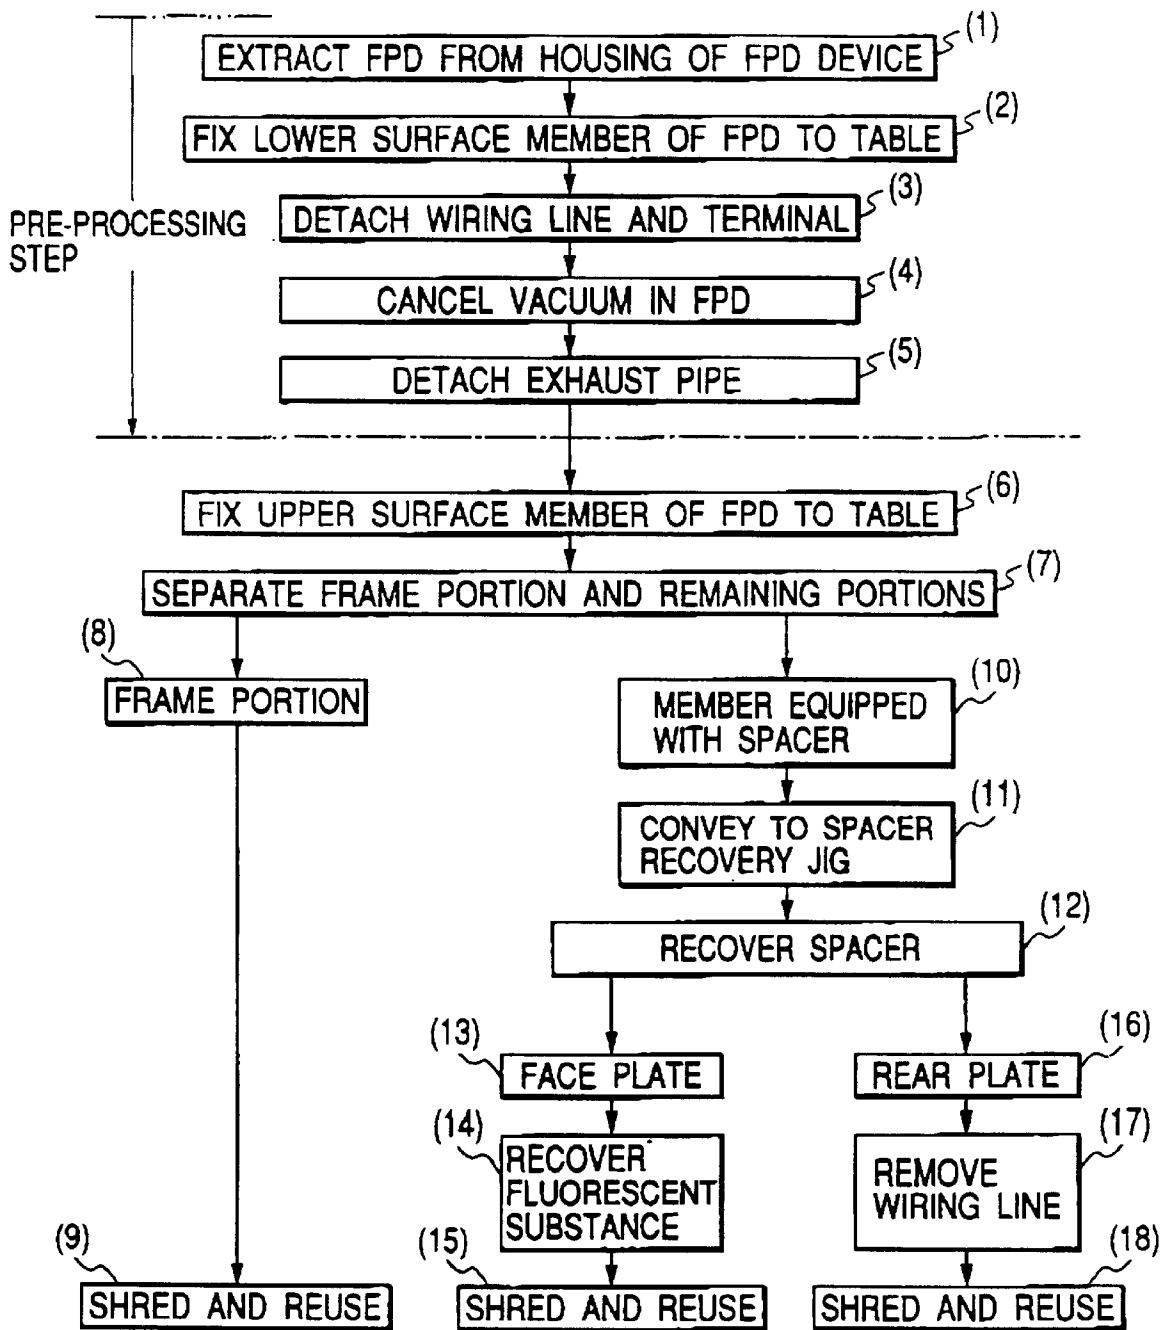 (1)
EXTRACT FPD FROM HOUSING OF FPD DEVICE
(2)
FIX LOWER SURFACE MEMBER OF FPD TO TABLE
(3)
DETACH WIRING LINE AND TERMINAL
PRE-PROCESSING
STEP
(4)
CANCEL VACUUM IN FPD
(5)
DETACH EXHAUST PIPE
(6)
FIX UPPER SURFACE MEMBER OF FPD TO TABLE
(7)
SEPARATE FRAME PORTION AND REMAINING PORTIONS
(8)
FRAME PORTION
(10)
MEMBER EQUIPPED
WITH SPACER
(11)
CONVEY TO SPACER
RECOVERY JIG
(12)
RECOVER SPACER
(13)
FACE PLATE
(16)
REAR PLATE
(14)
RECOVER
FLUORESCENT
SUBSTANCE
(17)
REMOVE
WIRING LINE
(9)
SHRED AND REUSE
(15)
SHRED AND REUSE
(18)
SHRED AND REUSE